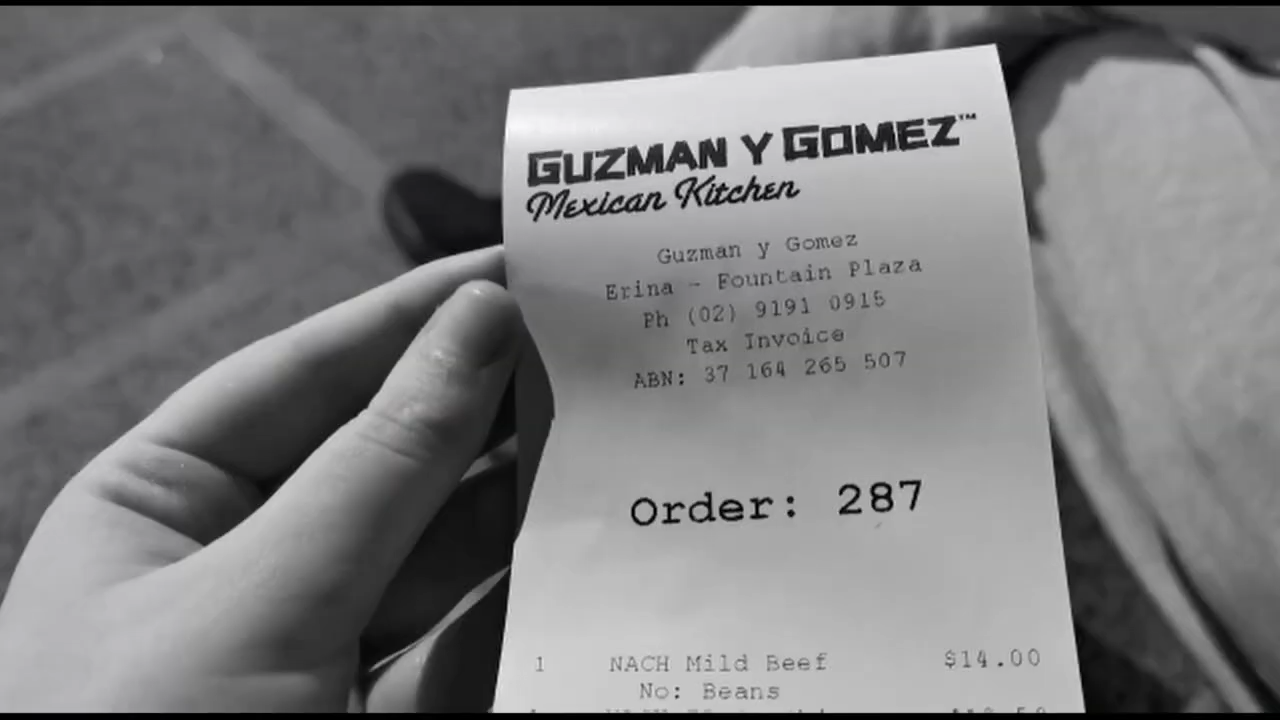 GUZMAN Y GOMEZ™
Mexican Kitchen
Guzman y Gomez
Erina - Fountain Plaza
Ph (02) 9191 0915
Tax Invoice
ABN: 37 164 265 507
Order: 287
1 NACH Mild Beef $14.00
No: Beans